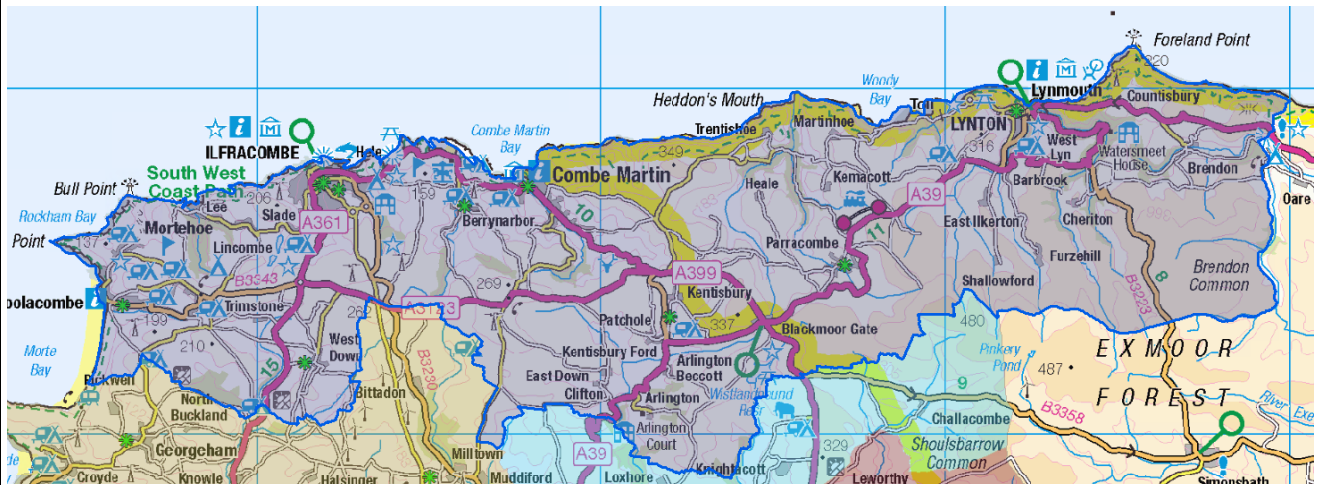 Foreland Point
220
Woody
Bay
Lynmouth
Countisbury
Heddon's Mouth
Toll
LYNTON
Trentishoe
Martinhoe
Combe Martin
Bay
ILFRACOMBE
Hele
349
316
West
Lyn
Watersmeet
House
Brendon
South West
Coast Path
Combe Martin
Heale
Kemacott
Barbrook
Oare
Bull Point
206
159
A39
Lee
Slade
Berrynarbor
10
East Ilkerton
Cheriton
Rockham Bay
Mortehoe
A361
11
Point
137
Lincombe
Parracombe
Furzehill
B3343
A399
Shallowford
8
Brendon
Common
B3223
269
Kentisbury
oolacombe
Trimstone
262
A3123
199
Patchole
337
Blackmoor Gate
480
EXMOOR
West
Down
210
Kentisbury Ford
Arlington
Beccott
Pinkery
Pond
487
Morte
Bay
15
B3230
Pickwell
East Down
Clifton
9
FOREST
North
Buckland
Bittadon
Arlington
Wistlandpound
Resr
B3358
River Exe
Challacombe
Arlington
Court
Georgeham
Milltown
A39
329
Shoulsbarrow
Common
Croyde
Knowle
Halsinger
Muddiford
Loxhore
Knightacott
Leworthy
Simonsbath